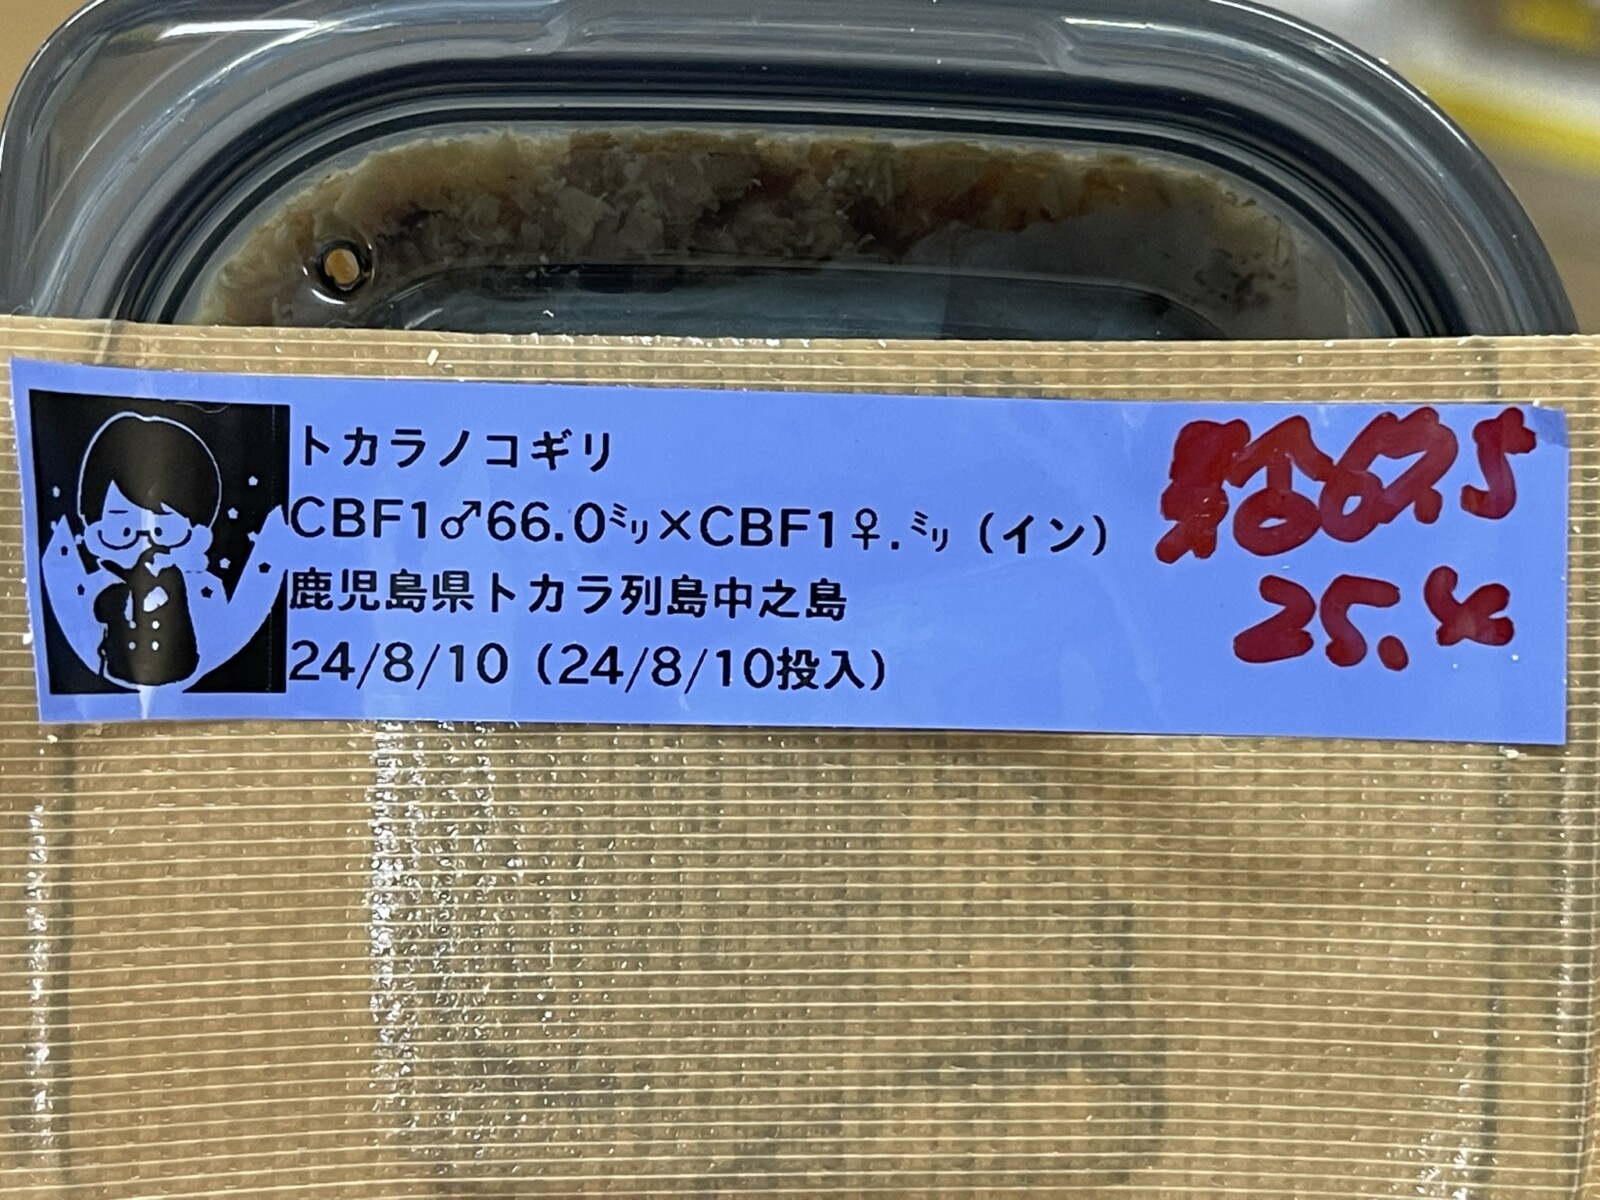 トカラノコギリ
CBF1♂66.0㍉×CBF1♀.㍉（イン）
鹿児島県トカラ列島中之島
24/8/10（24/8/10投入）